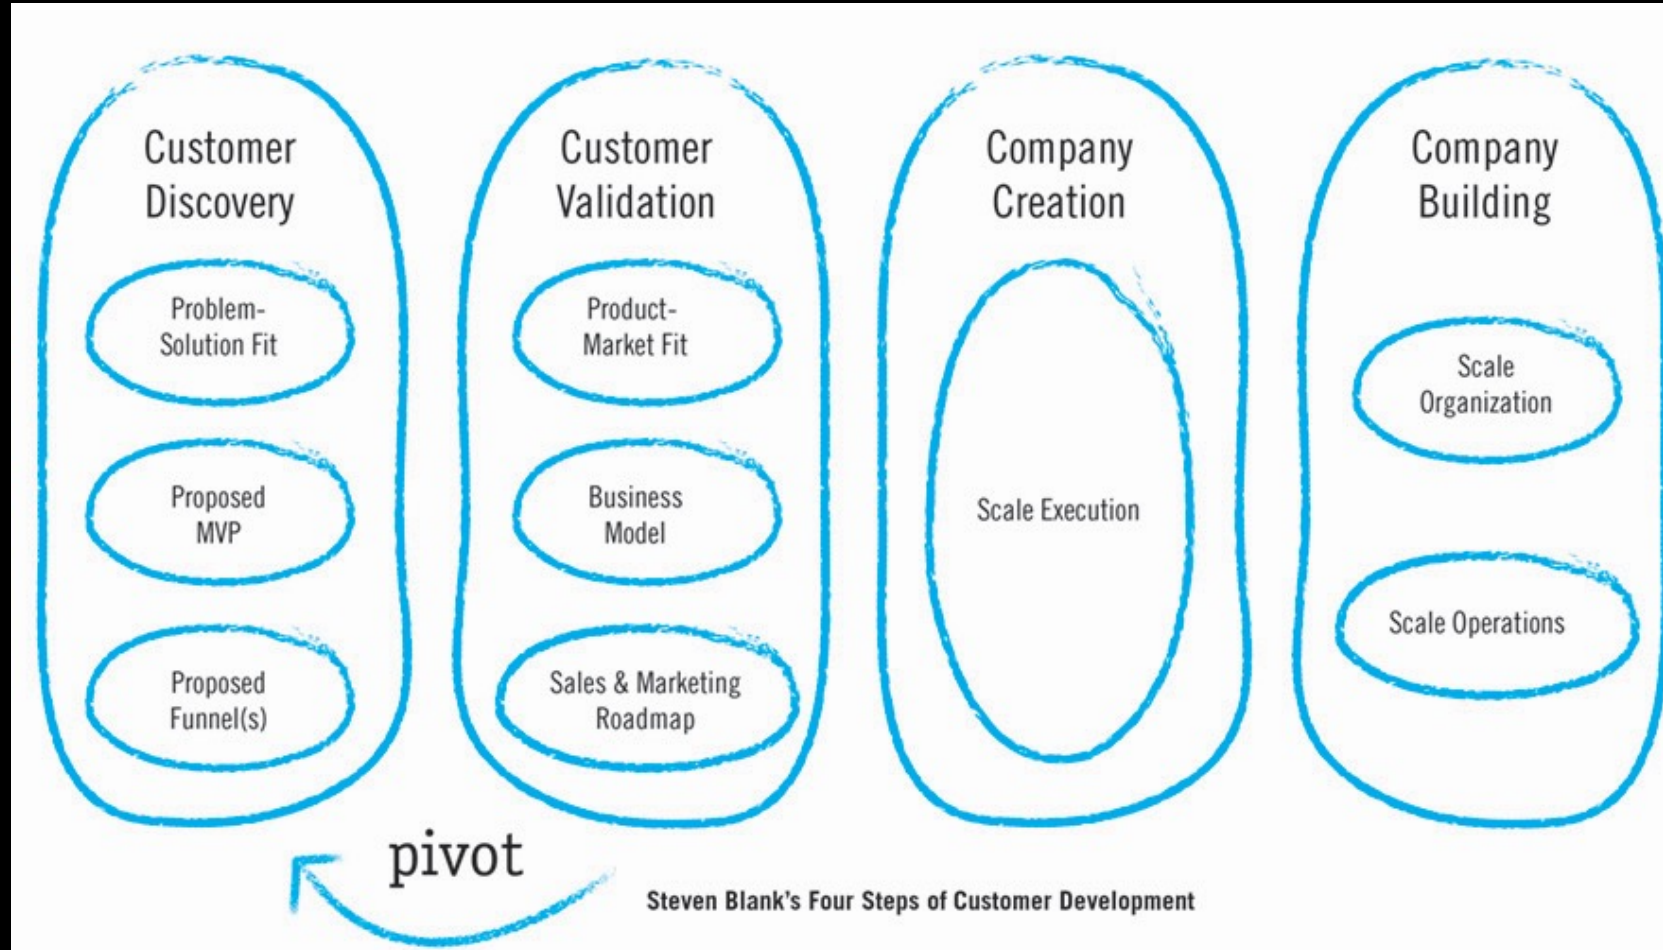 Customer
Discovery
Problem-
Solution Fit
Proposed
MVP
Proposed
Funnel(s)
Customer
Validation
Product-
Market Fit
Business
Model
Sales & Marketing
Roadmap
Company
Creation
Scale Execution
Company
Building
Scale
Organization
Scale Operations
pivot
Steven Blank's Four Steps of Customer Development